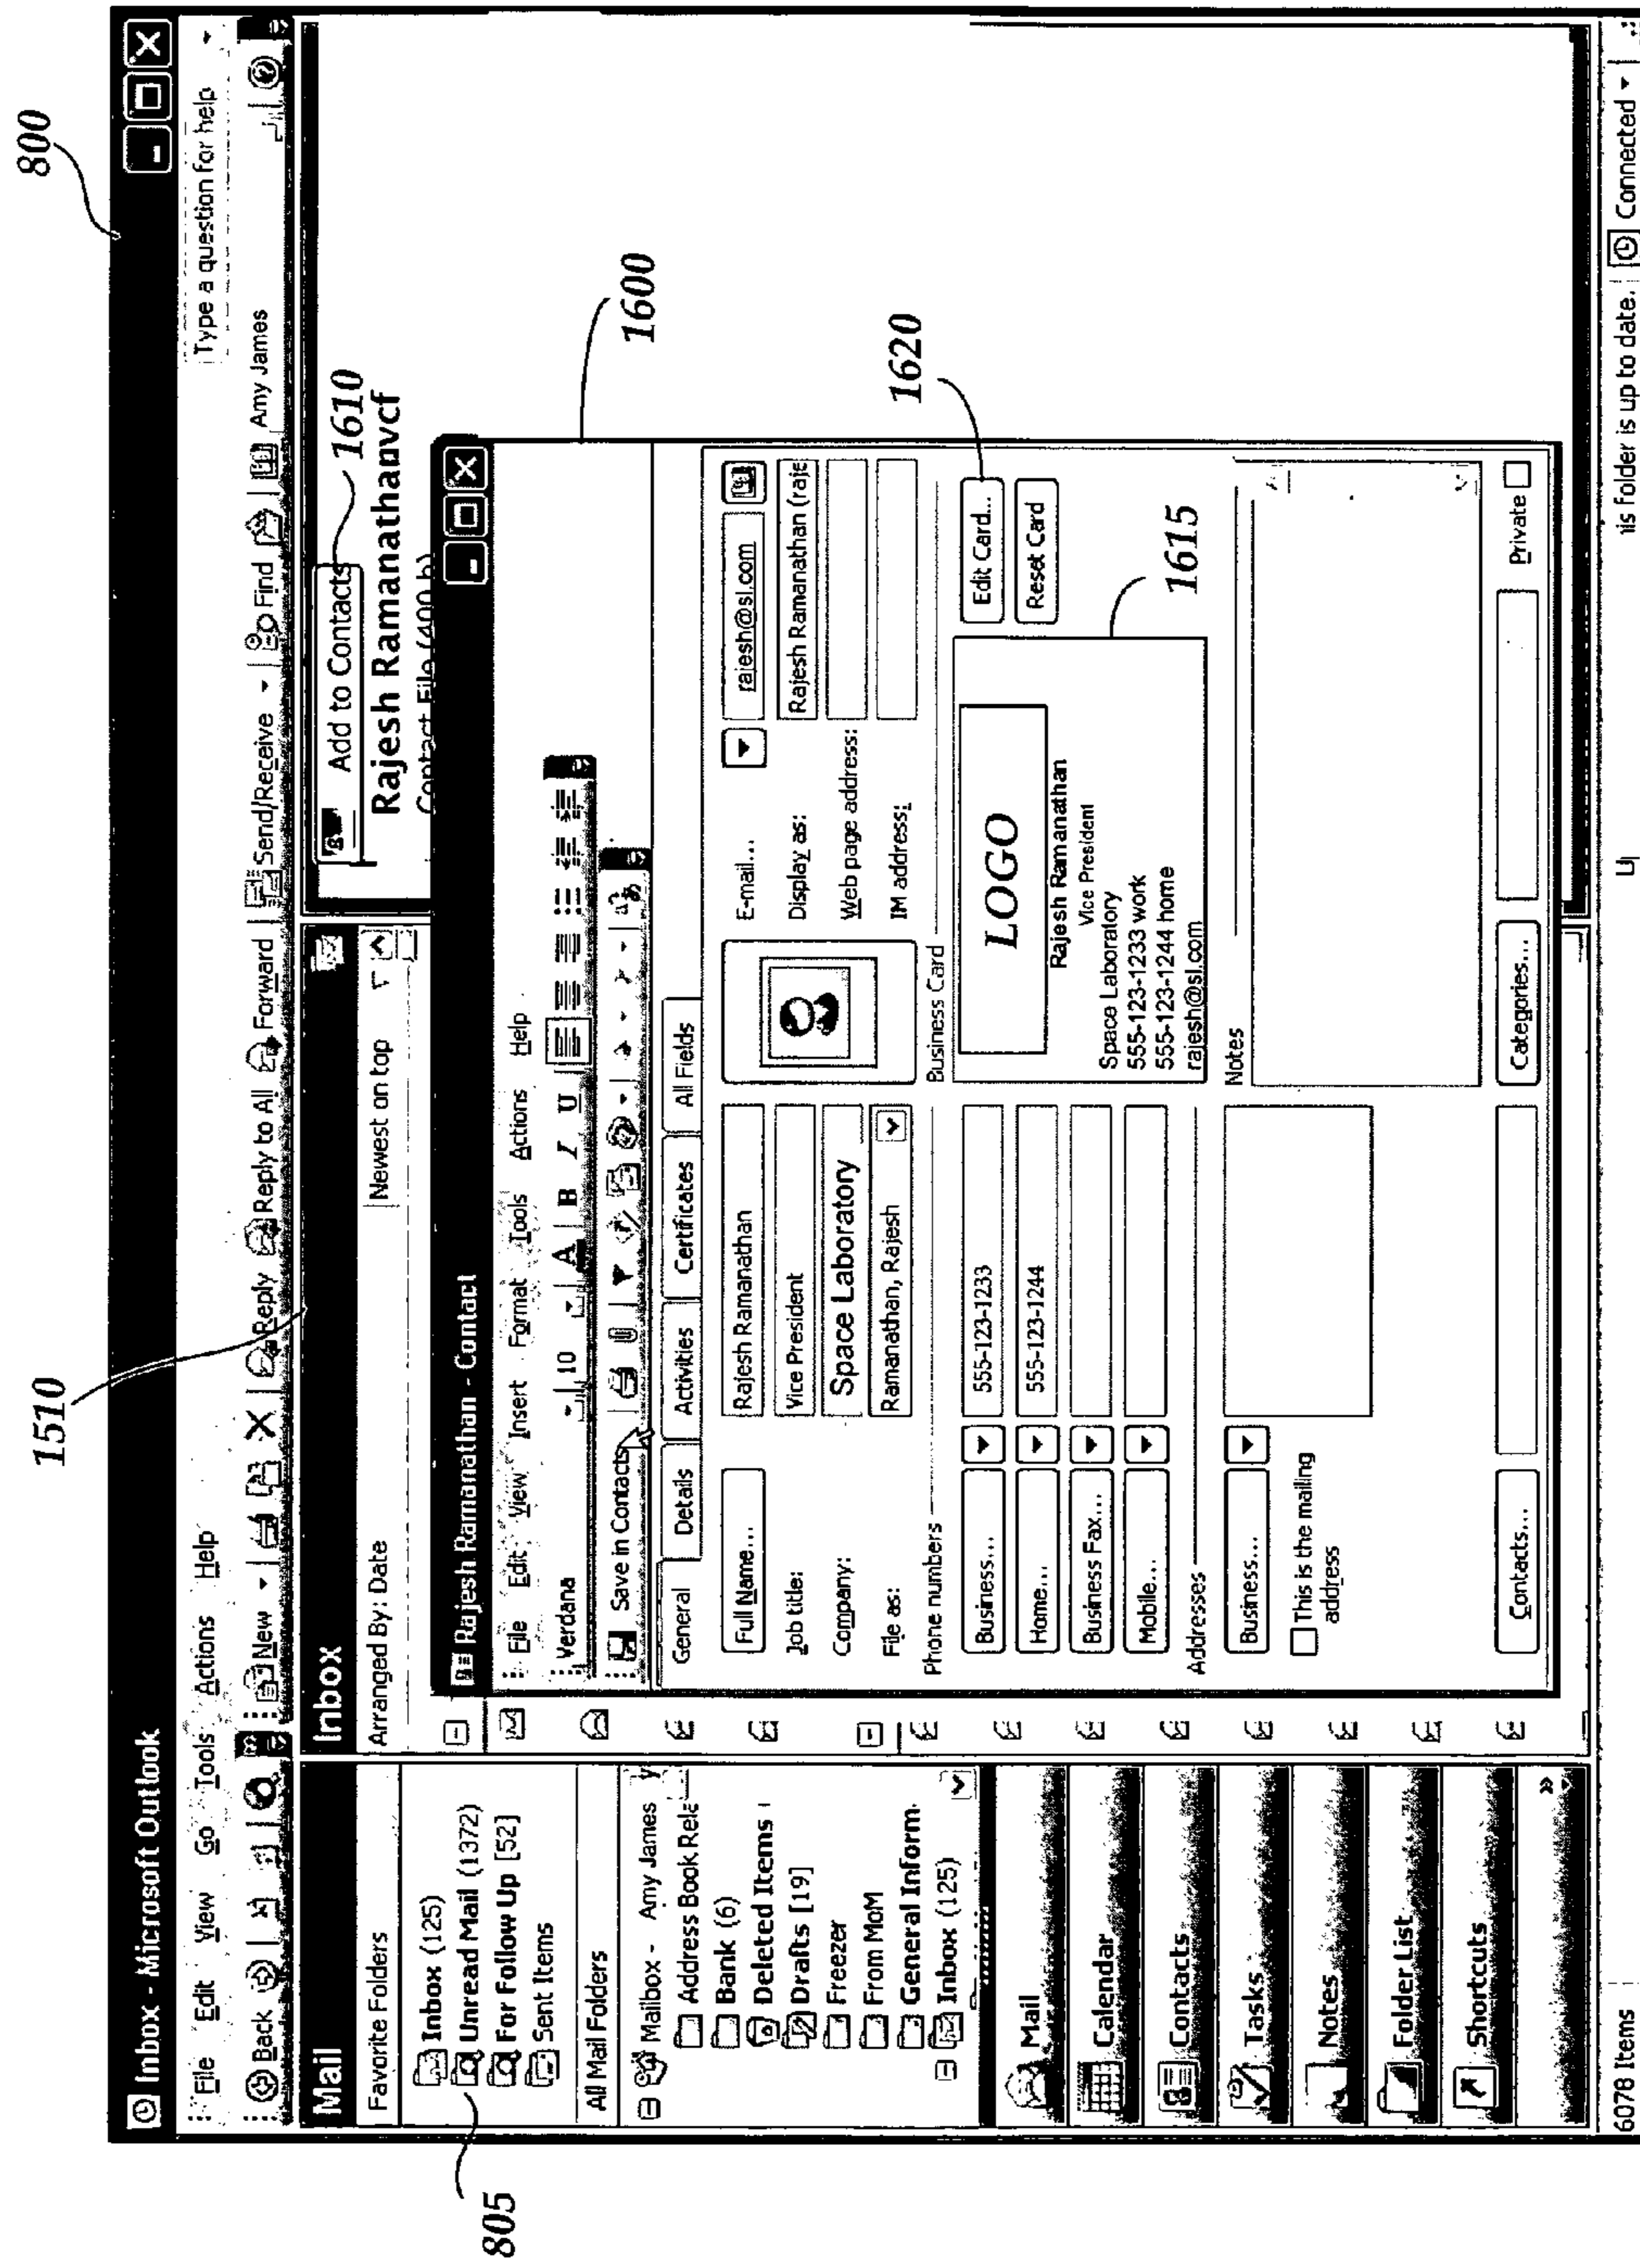 800
1510
Inbox - Microsoft Outlook
File Edit View Go Tools Actions Help
Type a question for help
Back
New
Reply
Reply to All
Forward
Send/Receive
Find
Amy James
Mail
Favorite Folders
Inbox (125)
Unread Mail (1372)
For Follow Up [52]
Sent Items
805
All Mail Folders
Mailbox - Amy James
Address Book Rela
Bank (6)
Deleted Items
Drafts [19]
Freezer
From MoM
General Inform
Inbox (125)
Mail
Calendar
Contacts
Tasks
Notes
Folder List
Shortcuts
Inbox
Arranged By: Date
Newest on top
Add to Contacts
1610
Rajesh Ramanathanvcf
Contact File (400 b)
Rajesh Ramanathan - Contact
1600
File Edit View Insert Format Tools Actions Help
Verdana 10 A B I U
Save in Contacts
General Details Activities Certificates All Fields
Full Name... Rajesh Ramanathan
Job title: Vice President
Company: Space Laboratory
File as: Ramanathan, Rajesh
E-mail... rajesh@sl.com
Display as: Rajesh Ramanathan (raje
Web page address:
IM address:
Phone numbers
Business... 555-123-1233
Home... 555-123-1244
Business Fax...
Mobile...
Business Card
LOGO
Rajesh Ramanathan
Vice President
Space Laboratory
555-123-1233 work
555-123-1244 home
rajesh@sl.com
Edit Card...
1620
Reset Card
1615
Addresses
Business...
This is the mailing
address
Notes
Contacts...
Categories...
Private
6078 Items
his folder is up to date.
Connected